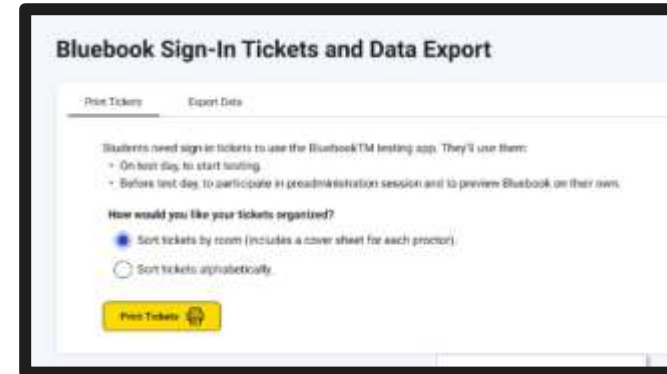 Bluebook Sign-In Tickets and Data Export
Print Tickets Export Data
Students need sign-in tickets to use the BluebookTM testing app. They'll use them:
• On test day, to start testing.
• Before test day, to participate in preadministration session and to preview Bluebook on their own.
How would you like your tickets organized?
Sort tickets by room (includes a cover sheet for each proctor).
Sort tickets alphabetically.
Print Tickets